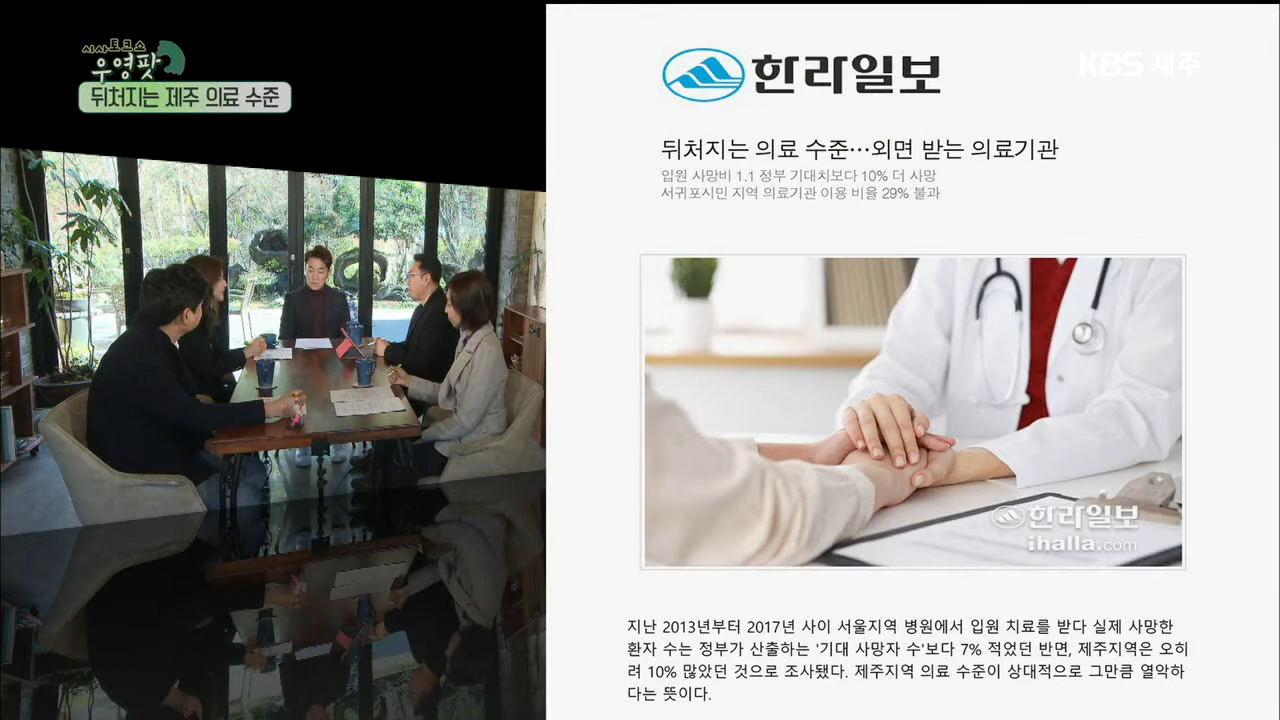 시사토크쇼
우영팟
뒤처지는 제주 의료 수준
KBS 제주
한라일보
뒤처지는 의료 수준…외면 받는 의료기관
입원 사망비 1.1 정부 기대치보다 10% 더 사망
서귀포시민 지역 의료기관 이용 비율 29% 불과
한라일보
ihalla.com
지난 2013년부터 2017년 사이 서울지역 병원에서 입원 치료를 받다 실제 사망한
환자 수는 정부가 산출하는 '기대 사망자 수'보다 7% 적었던 반면, 제주지역은 오히
려 10% 많았던 것으로 조사됐다. 제주지역 의료 수준이 상대적으로 그만큼 열악하
다는 뜻이다.